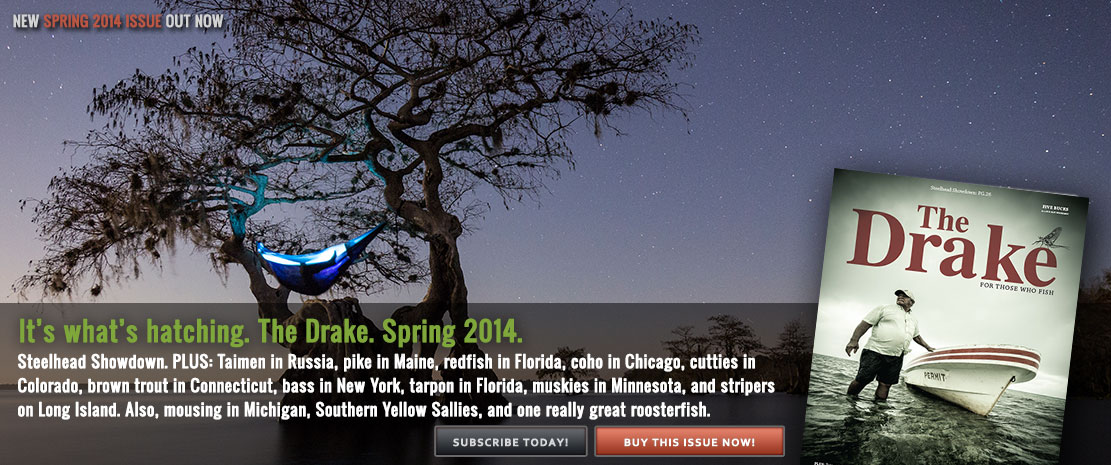 NEW SPRING 2014 ISSUE OUT NOW
It's what's hatching. The Drake. Spring 2014.
Steelhead Showdown. PLUS: Taimen in Russia, pike in Maine, redfish in Florida, coho in Chicago, cutties in
Colorado, brown trout in Connecticut, bass in New York, tarpon in Florida, muskies in Minnesota, and stripers
on Long Island. Also, mousing in Michigan, Southern Yellow Sallies, and one really great roosterfish.
SUBSCRIBE TODAY!
BUY THIS ISSUE NOW!
Steelhead Showdown: PG.38
FIVE BUCKS
The
Drake
FOR THOSE WHO FISH
PERMIT